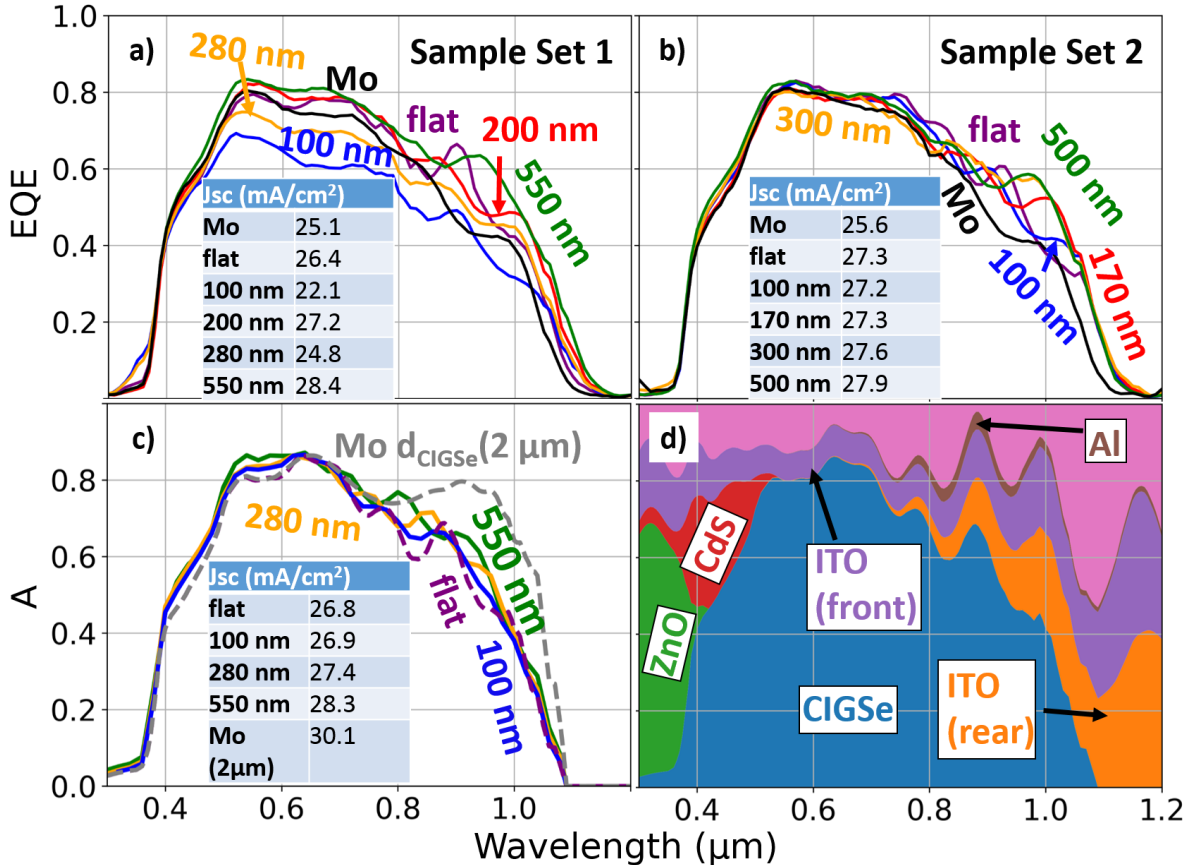 a)
280 nm
Sample Set 1
Mo
flat
100 nm
200 nm
550 nm
Jsc (mA/cm²)
Mo 25.1
flat 26.4
100 nm 22.1
200 nm 27.2
280 nm 24.8
550 nm 28.4
EQE
1.0
0.8
0.6
0.4
0.2
b)
Sample Set 2
300 nm
flat
500 nm
Mo
100 nm
170 nm
Jsc (mA/cm²)
Mo 25.6
flat 27.3
100 nm 27.2
170 nm 27.3
300 nm 27.6
500 nm 27.9
c)
Mo dCIGSe(2 µm)
280 nm
550 nm
flat
100 nm
Jsc (mA/cm²)
flat 26.8
100 nm 26.9
280 nm 27.4
550 nm 28.3
Mo 30.1
(2µm)
A
0.8
0.6
0.4
0.2
0.0
0.4 0.6 0.8 1.0
d)
Al
CdS
ITO
(front)
ZnO
CIGSe
ITO
(rear)
0.4 0.6 0.8 1.0 1.2
Wavelength (µm)